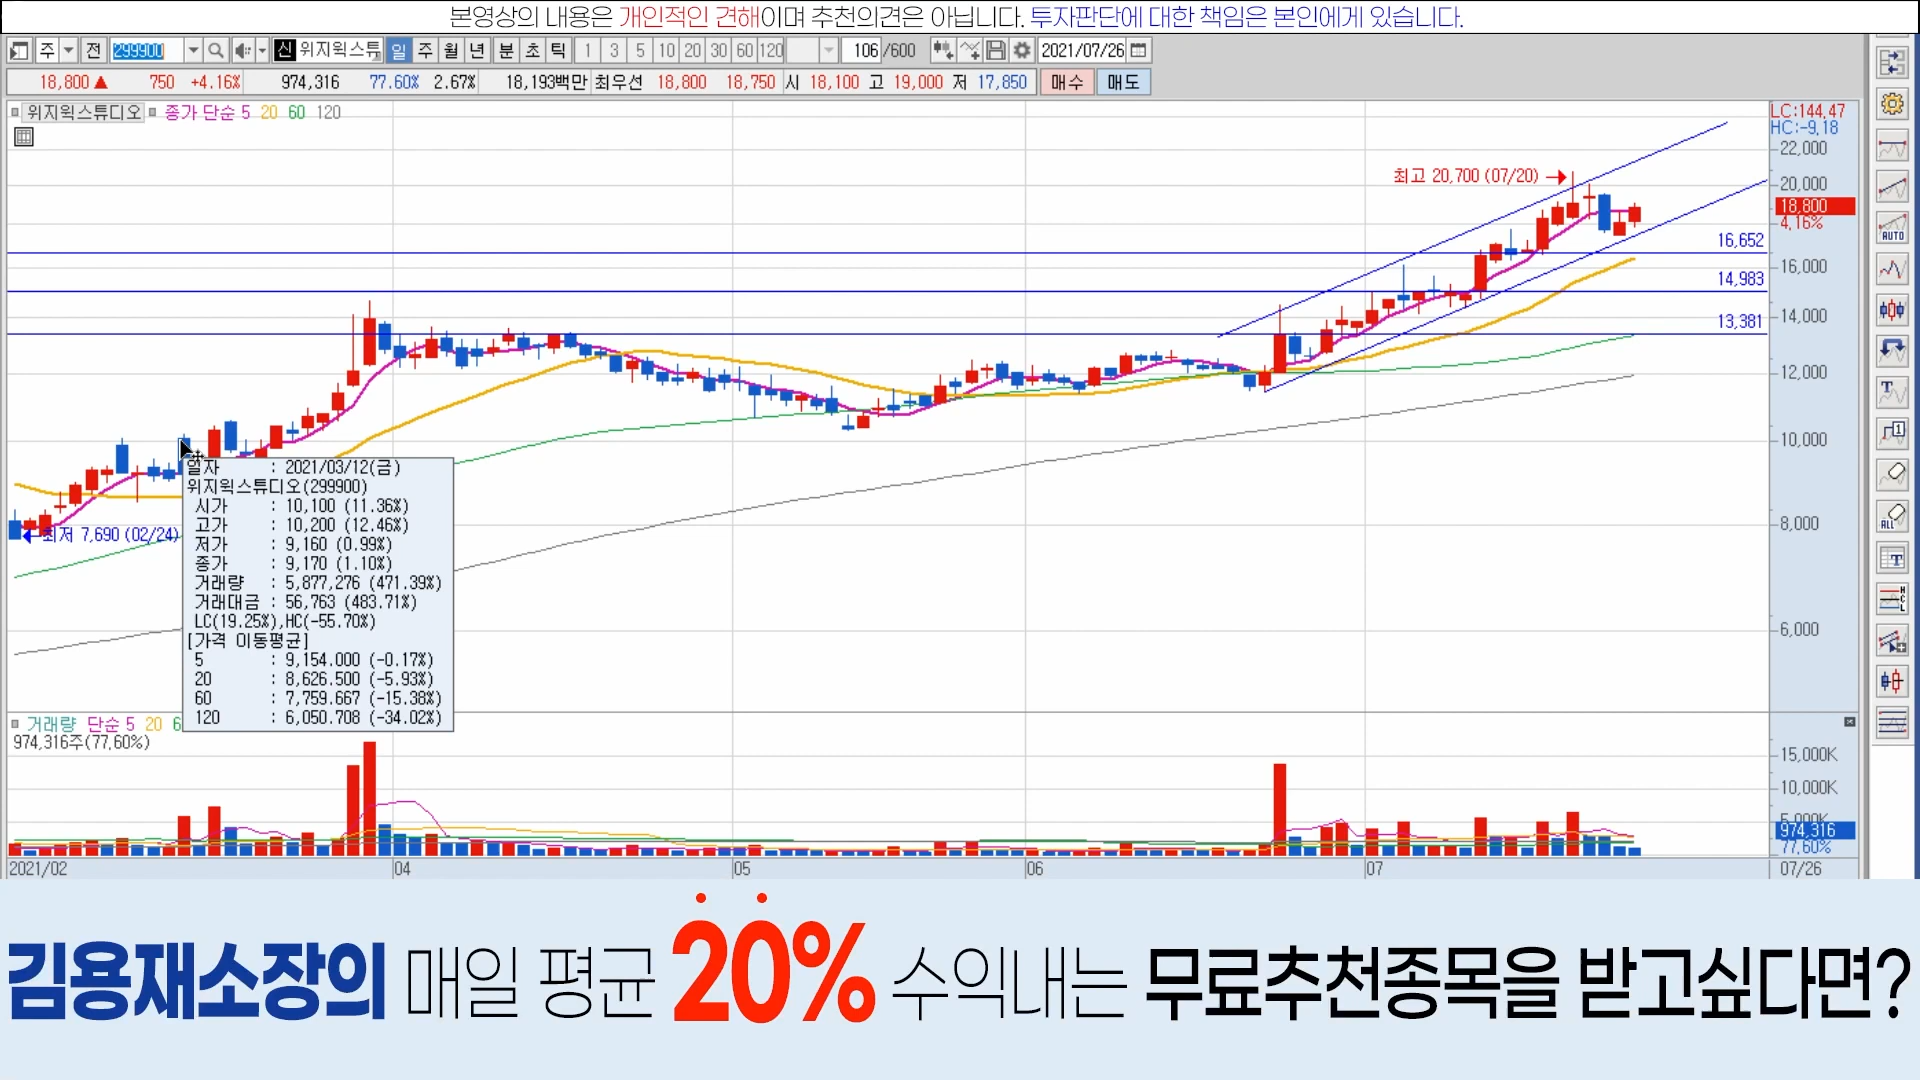 본영상의 내용은 개인적인 견해이며 추천의견은 아닙니다. 투자판단에 대한 책임은 본인에게 있습니다.
주 전 299900 신 위지윅스튜 일 주 월 년 분 초 틱 1 3 5 10 20 30 60 120 106 /600 2021/07/26
18,800 ▲ 750 +4.16% 974,316 77.60% 2.67% 18,193백만 최우선 18,800 18,750 시 18,100 고 19,000 저 17,850 매수 매도
위지윅스튜디오 종가 단순 5 20 60 120
LC:144.47
HC:-9.18
22,000
최고 20,700 (07/20) →
20,000
18,800
4.16%
AUTO
16,652
16,000
14,983
14,000
13,381
12,000
10,000
8,000
6,000
←최저 7,690 (02/24)
일자 : 2021/03/12(금)
위지윅스튜디오(299900)
시가 : 10,100 (11.36%)
고가 : 10,200 (12.46%)
저가 : 9,160 (0.99%)
종가 : 9,170 (1.10%)
거래량 : 5,877,276 (471.39%)
거래대금 : 56,763 (483.71%)
LC(19.25%),HC(-55.70%)
[가격 이동평균]
5 : 9,154.000 (-0.17%)
20 : 8,626.500 (-5.93%)
60 : 7,759.667 (-15.38%)
120 : 6,050.708 (-34.02%)
거래량 단순 5 20 6
974,316주(77,60%)
15,000K
10,000K
5,000K
974,316
77,60%
2021/02 04 05 06 07 07/26
김용재소장의 매일 평균 20% 수익내는 무료추천종목을 받고싶다면?